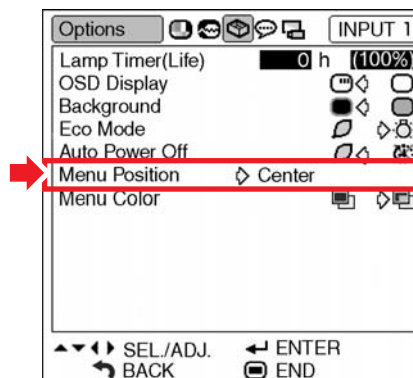 Options INPUT 1
Lamp Timer(Life) 0 h (100%)
OSD Display
Background
Eco Mode
Auto Power Off
Menu Position Center
Menu Color
SEL./ADJ. ENTER
BACK END